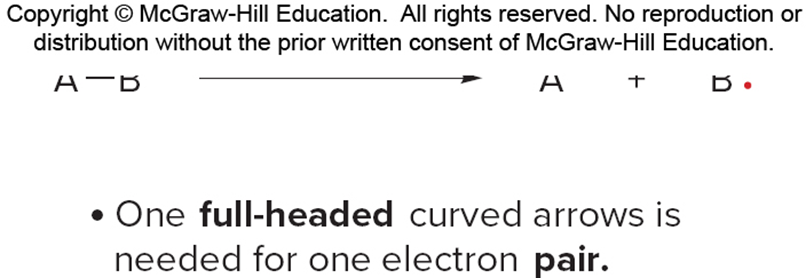 Copyright © McGraw-Hill Education. All rights reserved. No reproduction or
distribution without the prior written consent of McGraw-Hill Education.
A — B → A + B •
• One full-headed curved arrows is
needed for one electron pair.